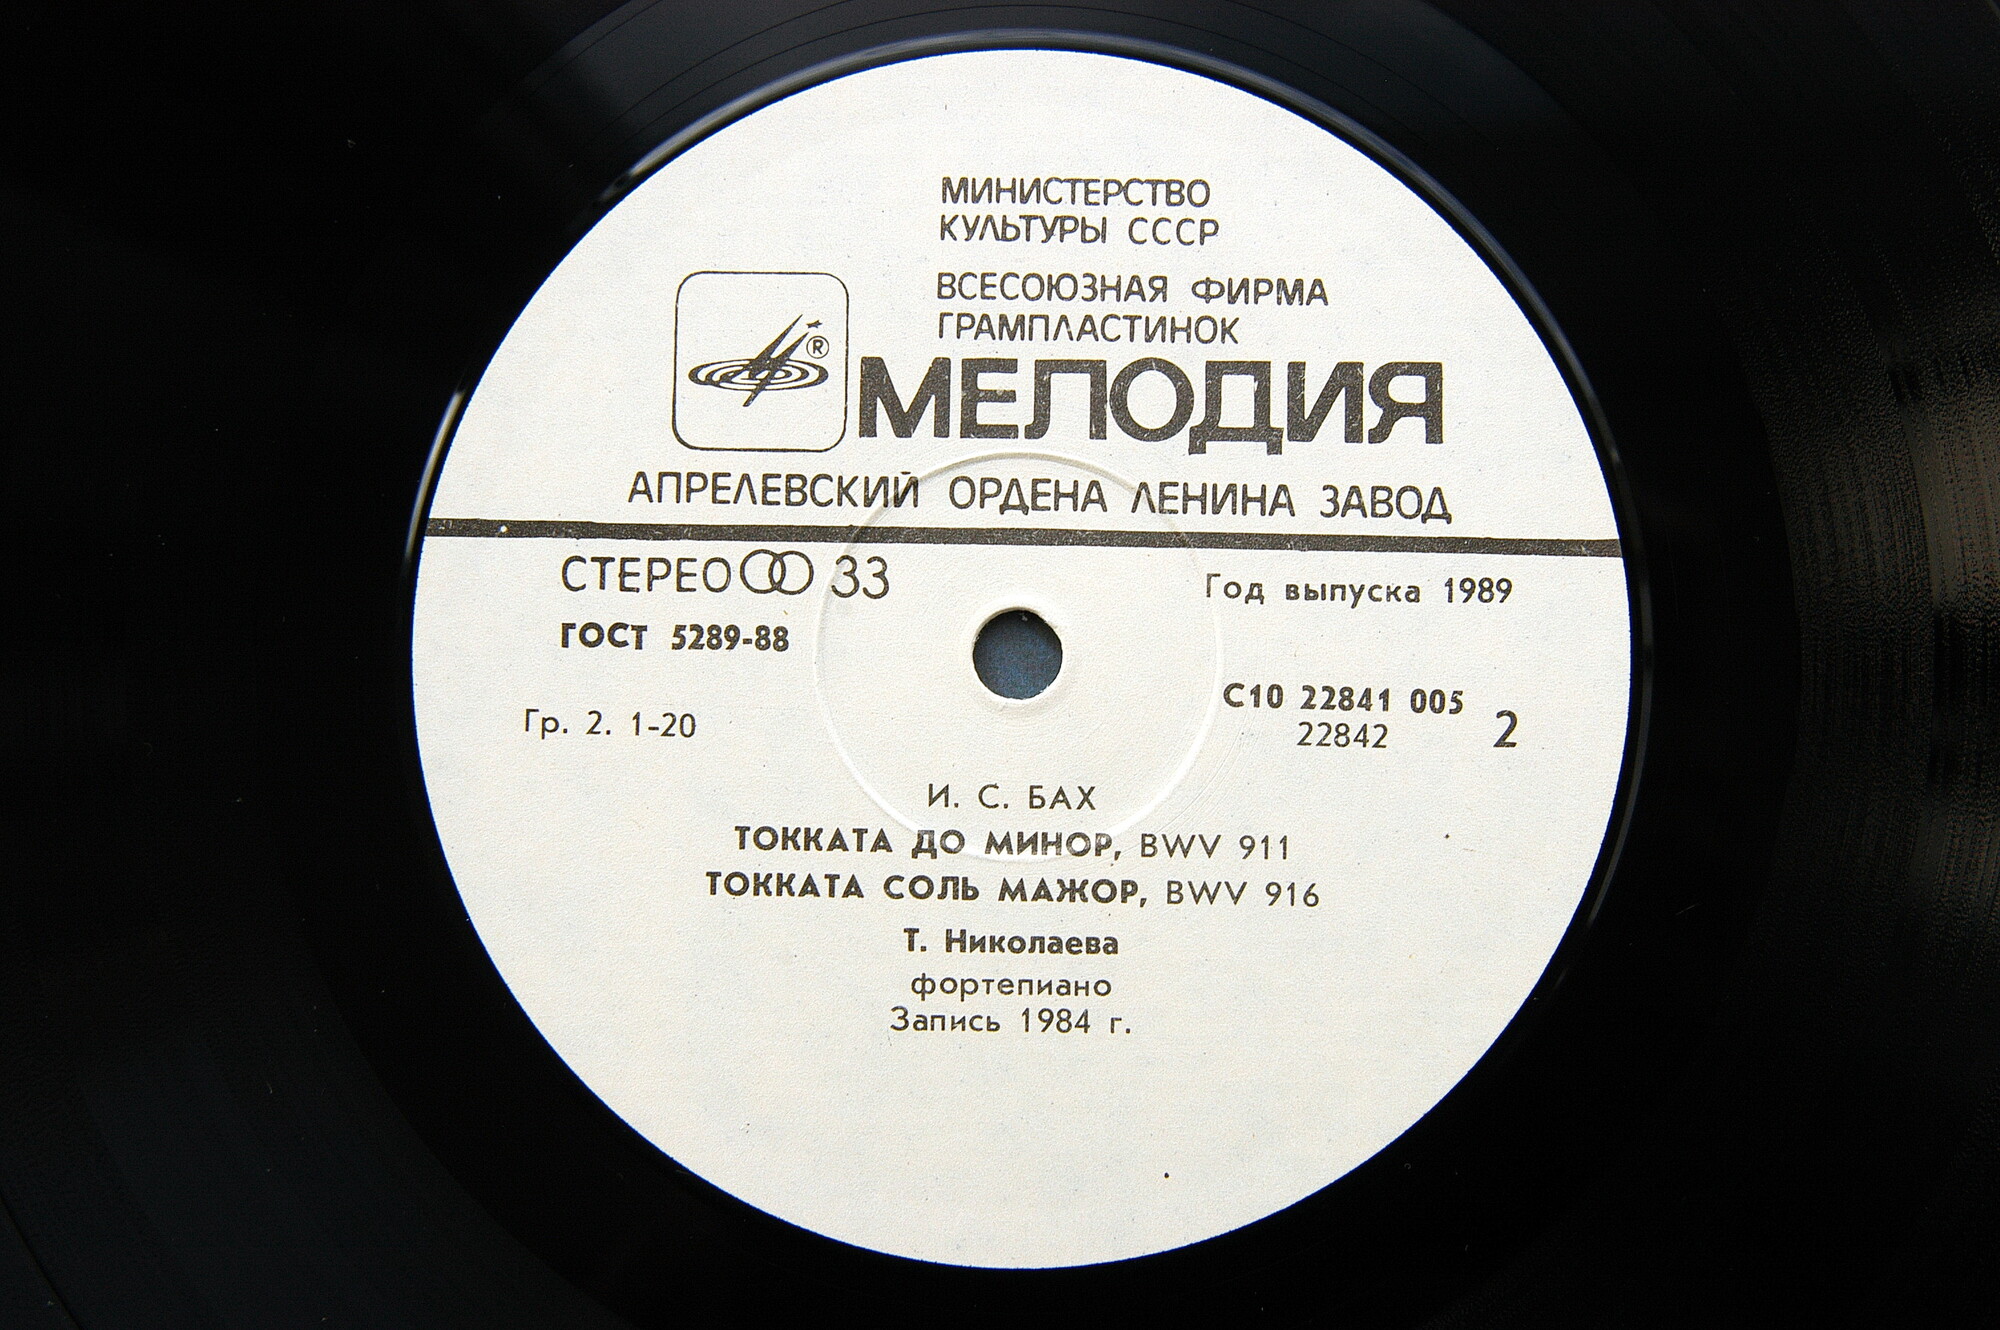 МИНИСТЕРСТВО
КУЛЬТУРЫ СССР
ВСЕСОЮЗНАЯ ФИРМА
ГРАМПЛАСТИНОК
®
МЕЛОДИЯ
АПРЕЛЕВСКИЙ ОРДЕНА ЛЕНИНА ЗАВОД
СТЕРЕО 33
Год выпуска 1989
ГОСТ 5289-88
С10 22841 005
Гр. 2. 1-20
22842
2
И. С. БАХ
ТОККАТА ДО МИНОР, BWV 911
ТОККАТА СОЛЬ МАЖОР, BWV 916
Т. Николаева
фортепиано
Запись 1984 г.